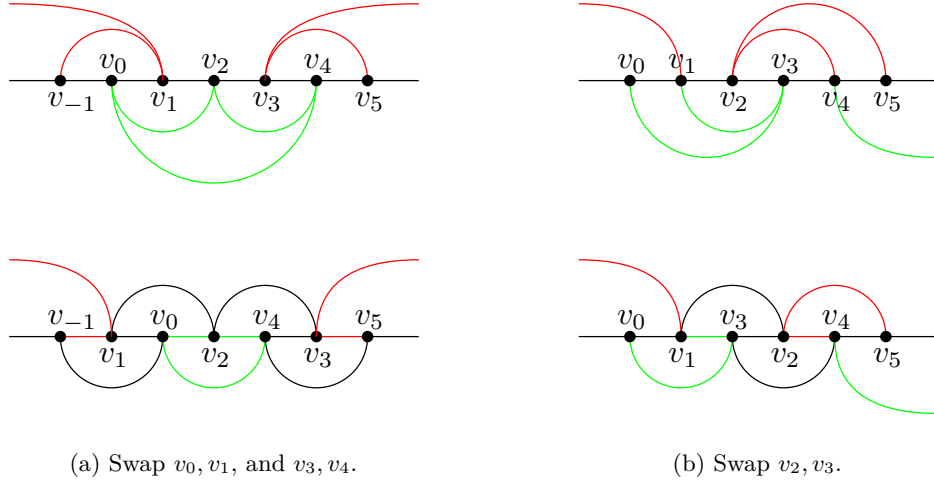 v₀ v₂ v₄
v₋₁ v₁ v₃ v₅
v₀ v₁ v₃
v₂ v₄ v₅
v₋₁ v₀ v₄ v₅
v₁ v₂ v₃
v₀ v₃ v₄
v₁ v₂ v₅
(a) Swap v₀, v₁, and v₃, v₄.
(b) Swap v₂, v₃.